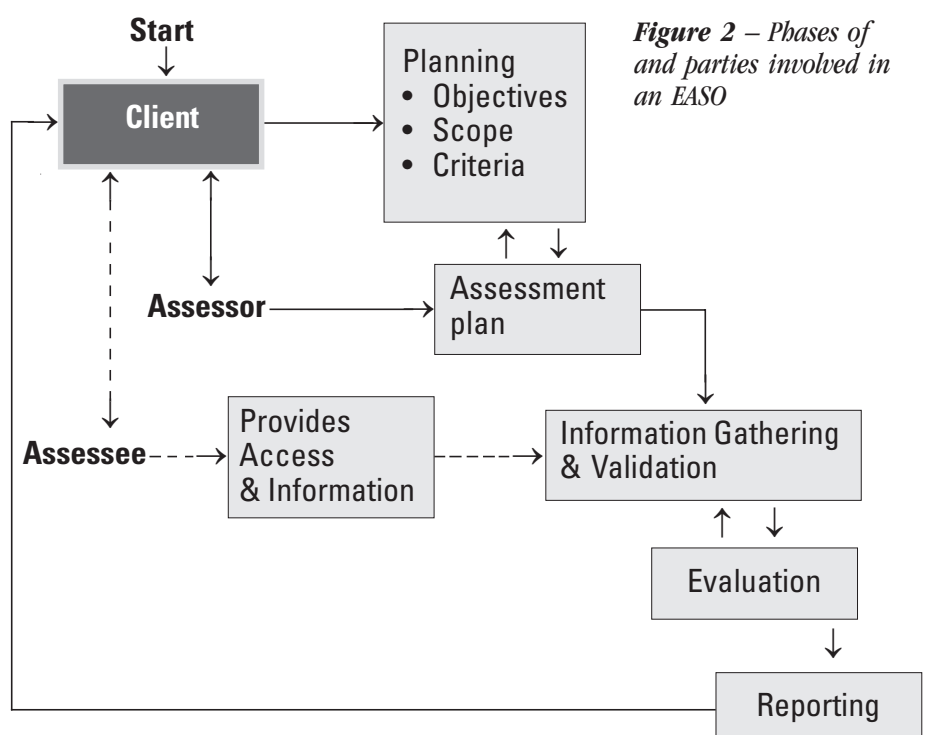 Start
Client
Planning
• Objectives
• Scope
• Criteria
Figure 2 – Phases of
and parties involved in
an EASO
Assessor
Assessment
plan
Assessee
Provides
Access
& Information
Information Gathering
& Validation
Evaluation
Reporting